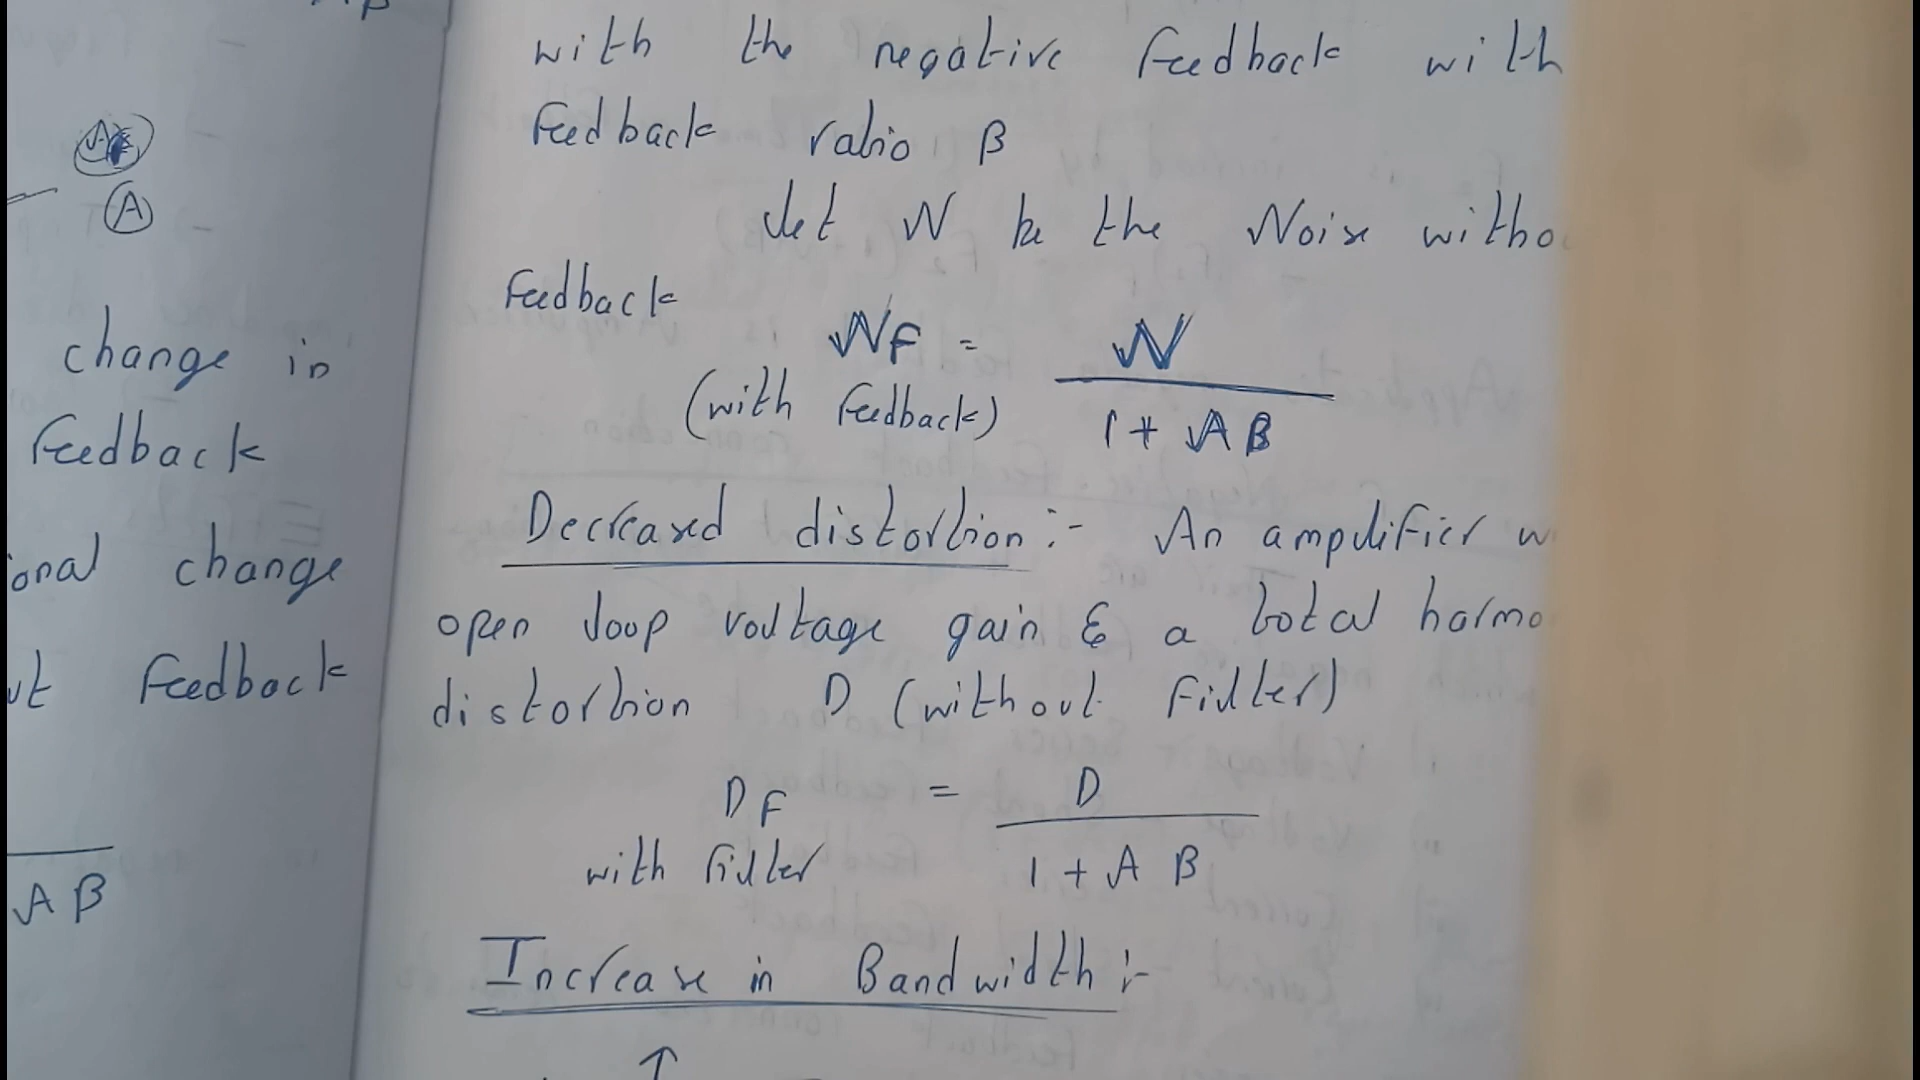 A
change in
Feedback
onal change
ut Feedback
A β
with the negative Feedback with
Feedback ratio β
Let N be the Noise witho
Feedback
NF = N
(with Feedback) 1 + A β
Decreased distortion :- An amplifier w
open loop voltage gain & a total harmo
distortion D (without Filter)
DF = D
with Filter 1 + A β
Increase in Bandwidth :-